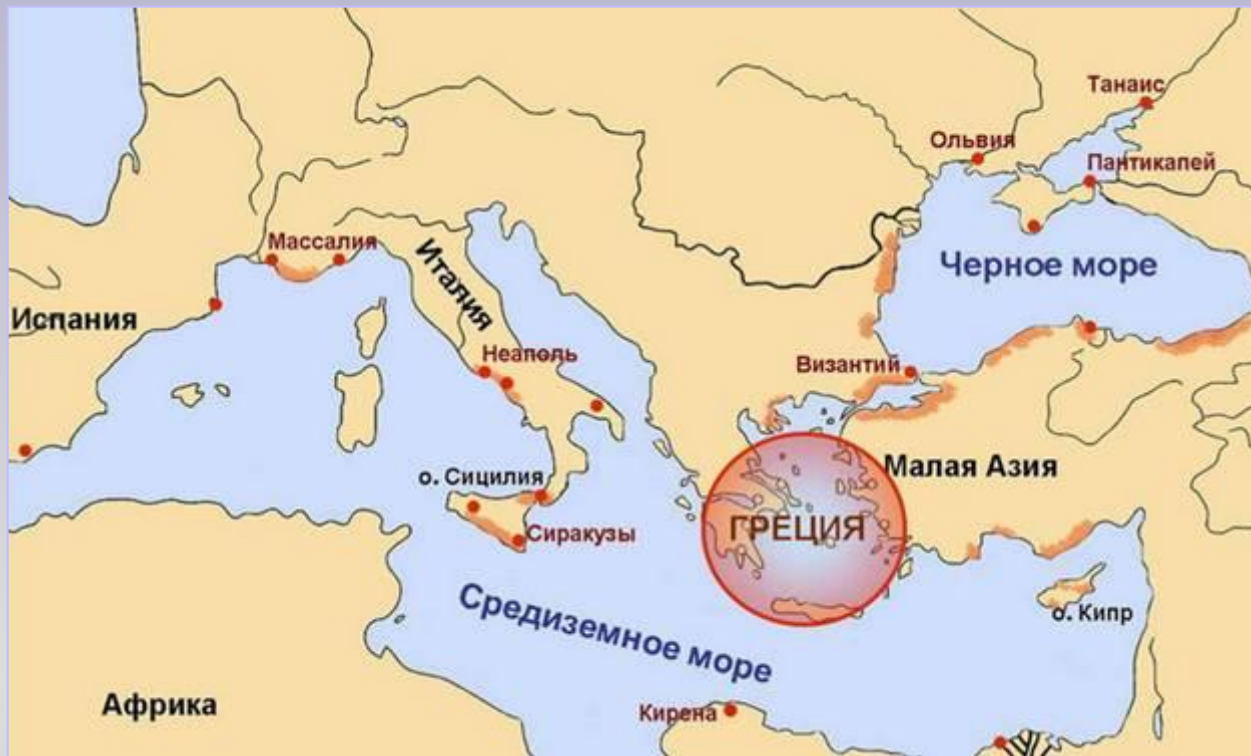 Танаис
Ольвия
Пантикапей
Массалия
Италия
Черное море
Испания
Неаполь
Византий
Малая Азия
о. Сицилия
Сиракузы
ГРЕЦИЯ
Средиземное море
о. Кипр
Африка
Кирена